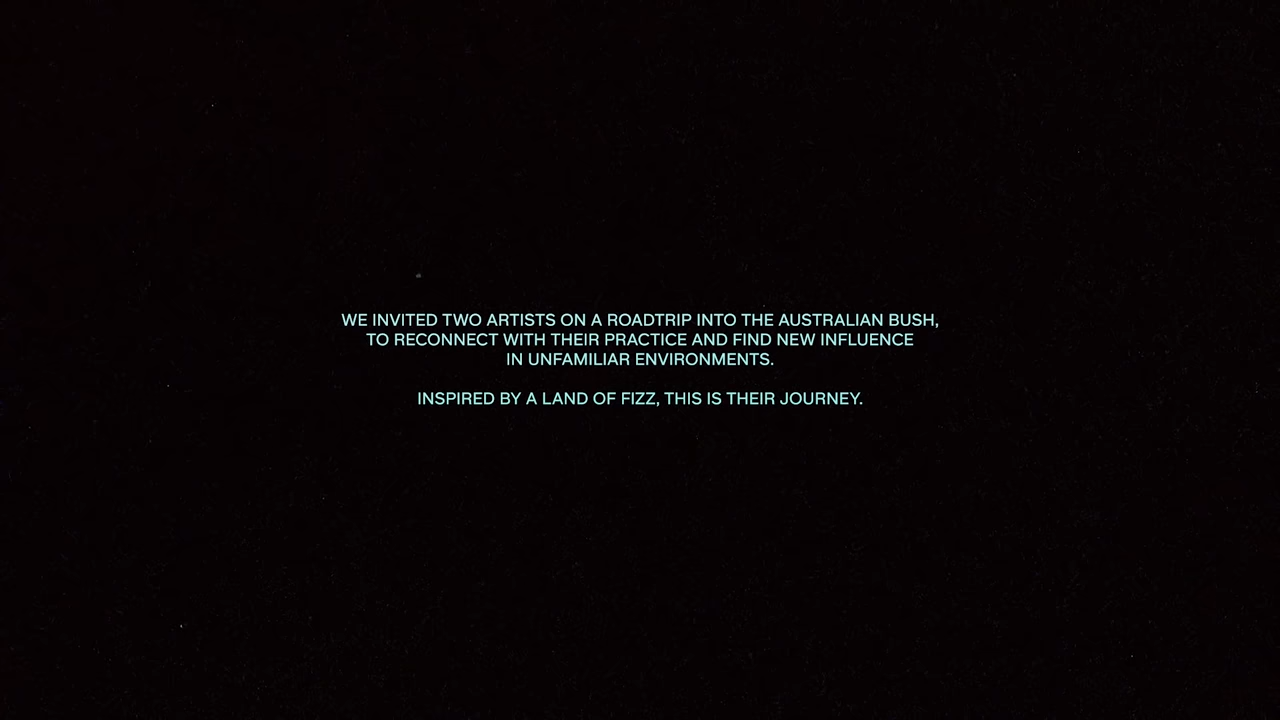 WE INVITED TWO ARTISTS ON A ROADTRIP INTO THE AUSTRALIAN BUSH,
TO RECONNECT WITH THEIR PRACTICE AND FIND NEW INFLUENCE
IN UNFAMILIAR ENVIRONMENTS.
INSPIRED BY A LAND OF FIZZ, THIS IS THEIR JOURNEY.